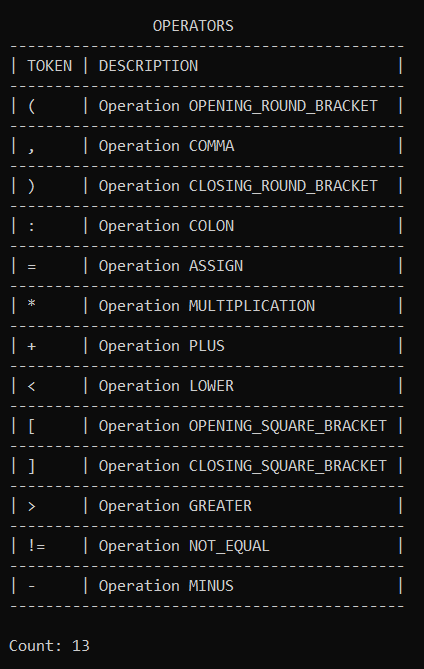 OPERATORS
--------------------------------------------
| TOKEN | DESCRIPTION                      |
--------------------------------------------
| (     | Operation OPENING_ROUND_BRACKET  |
--------------------------------------------
| ,     | Operation COMMA                  |
--------------------------------------------
| )     | Operation CLOSING_ROUND_BRACKET  |
--------------------------------------------
| :     | Operation COLON                  |
--------------------------------------------
| =     | Operation ASSIGN                 |
--------------------------------------------
| *     | Operation MULTIPLICATION         |
--------------------------------------------
| +     | Operation PLUS                   |
--------------------------------------------
| <     | Operation LOWER                  |
--------------------------------------------
| [     | Operation OPENING_SQUARE_BRACKET |
--------------------------------------------
| ]     | Operation CLOSING_SQUARE_BRACKET |
--------------------------------------------
| >     | Operation GREATER                |
--------------------------------------------
| !=    | Operation NOT_EQUAL              |
--------------------------------------------
| -     | Operation MINUS                  |
--------------------------------------------
Count: 13